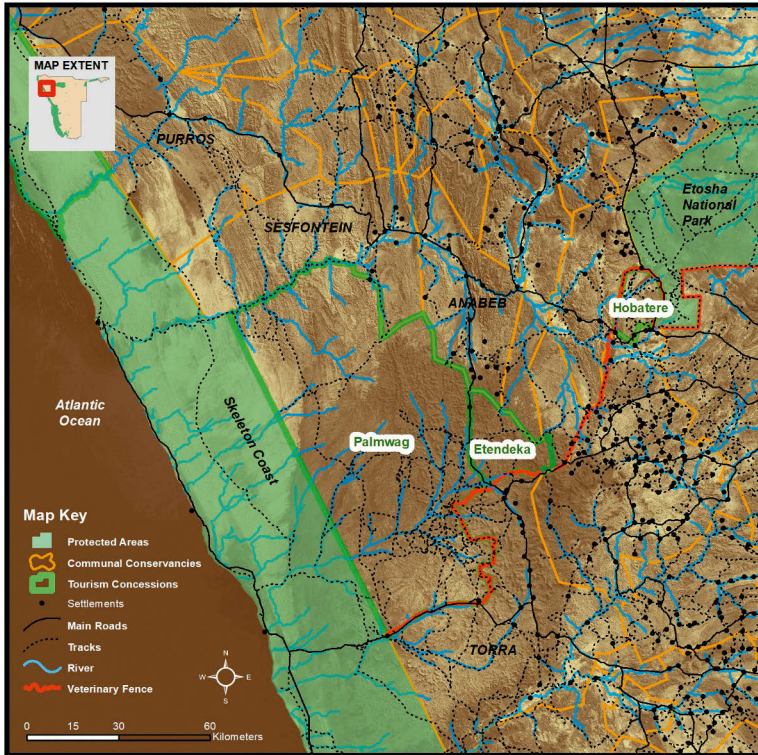 MAP EXTENT
PURROS
SESFONTEIN
Etosha
National
Park
ANABEB
Hobatere
Atlantic
Ocean
Skeleton Coast
Palmwag
Etendeka
Map Key
Protected Areas
Communal Conservancies
Tourism Concessions
Settlements
Main Roads
Tracks
River
Veterinary Fence
N
W E
S
TORRA
0 15 30 60
Kilometers